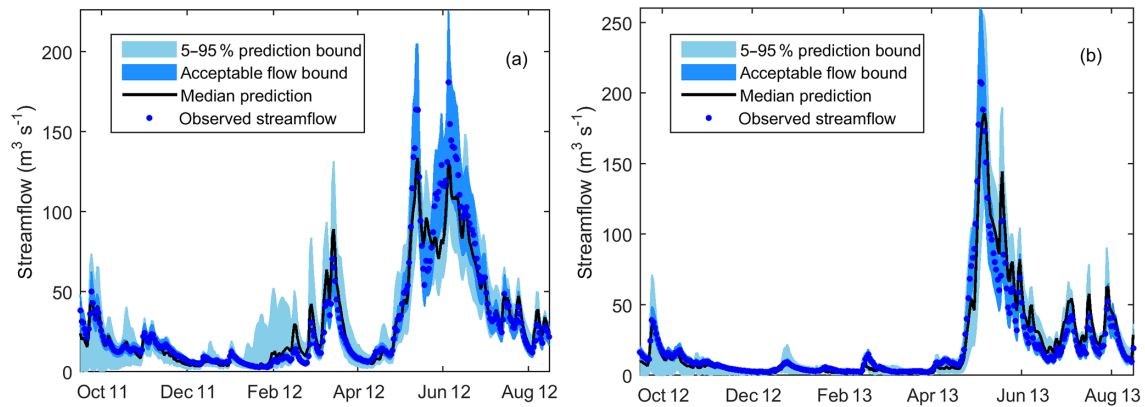 5–95 % prediction bound
Acceptable flow bound
Median prediction
Observed streamflow
(a)
Streamflow (m³ s⁻¹)
200
150
100
50
0
Oct 11 Dec 11 Feb 12 Apr 12 Jun 12 Aug 12
5–95 % prediction bound
Acceptable flow bound
Median prediction
Observed streamflow
(b)
Streamflow (m³ s⁻¹)
250
200
150
100
50
0
Oct 12 Dec 12 Feb 13 Apr 13 Jun 13 Aug 13